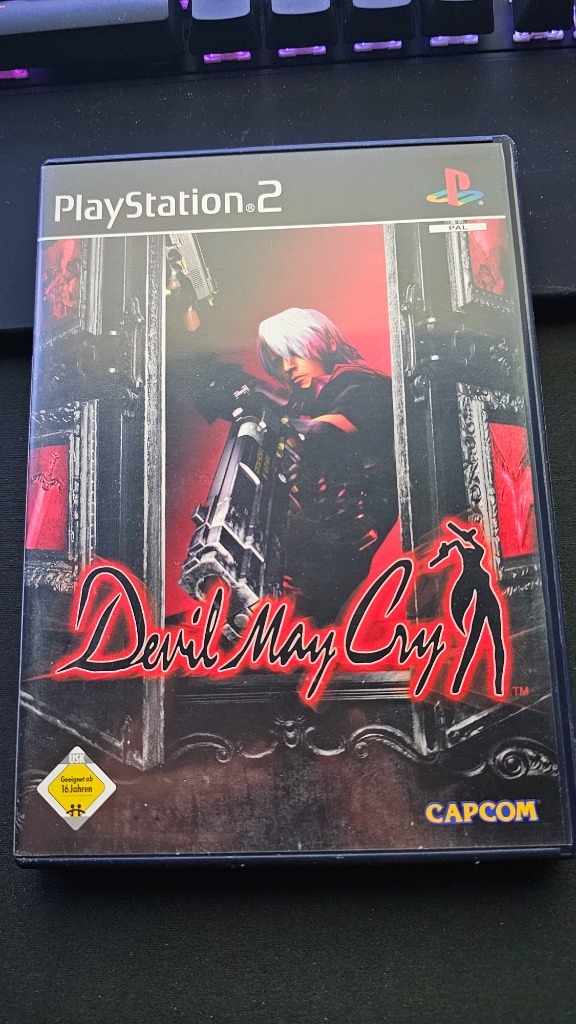 PlayStation®2
PAL
Devil May Cry
TM
USK
Geeignet ab
16 Jahren
CAPCOM